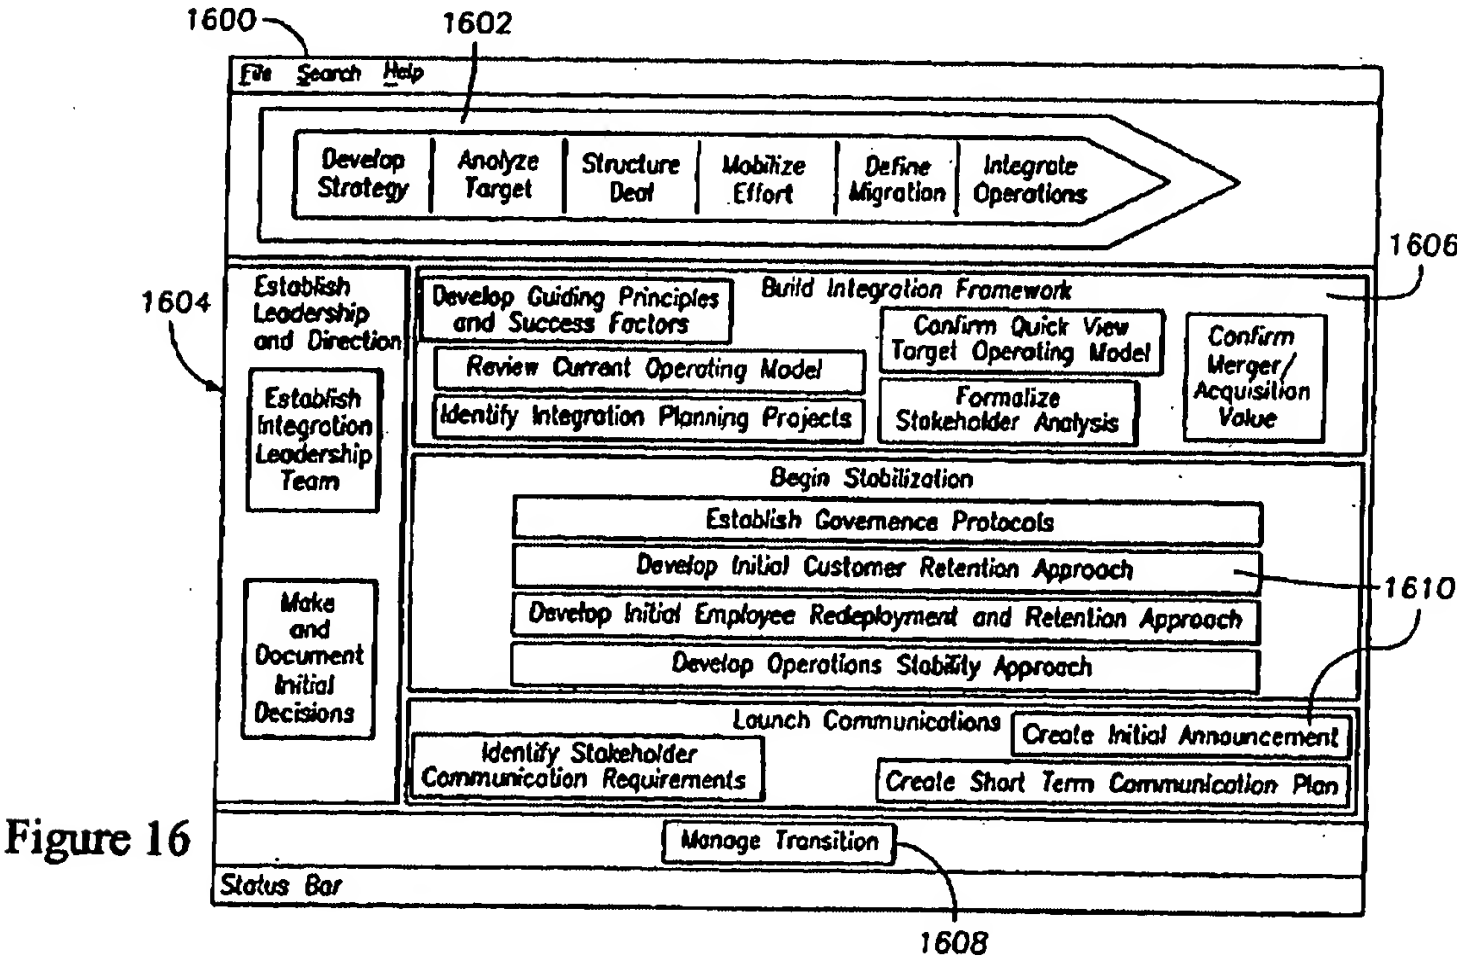 1600
1602
File Search Help
Develop
Strategy
Analyze
Target
Structure
Deal
Mobilize
Effort
Define
Migration
Integrate
Operations
1606
1604
Establish
Leadership
and Direction
Establish
Integration
Leadership
Team
Make
and
Document
Initial
Decisions
Build Integration Framework
Develop Guiding Principles
and Success Factors
Review Current Operating Model
Identify Integration Planning Projects
Confirm Quick View
Target Operating Model
Formalize
Stakeholder Analysis
Confirm
Merger/
Acquisition
Value
Begin Stabilization
Establish Governence Protocals
Develop Initial Customer Retention Approach
Develop Initial Employee Redeployment and Retention Approach
Develop Operations Stability Approach
1610
Launch Communications
Create Initial Announcement
Identify Stakeholder
Communication Requirements
Create Short Term Communication Plan
Figure 16
Manage Transition
Status Bar
1608